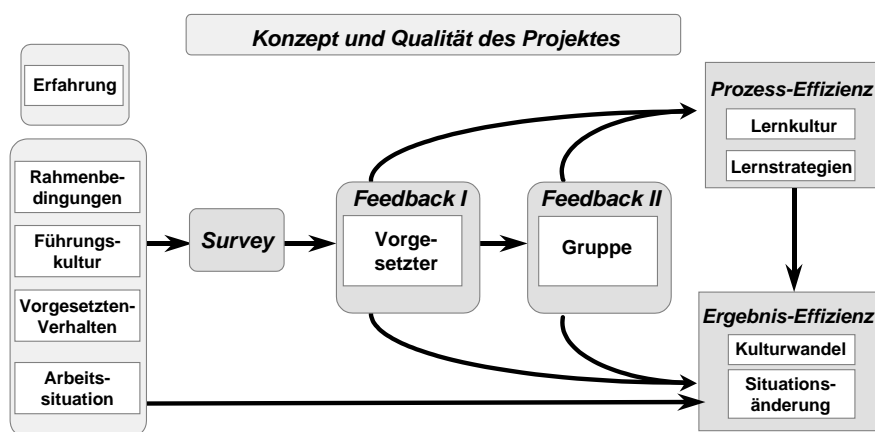 Konzept und Qualität des Projektes
Erfahrung
Rahmenbe-
dingungen
Führungs-
kultur
Vorgesetzten-
Verhalten
Arbeits-
situation
Survey
Feedback I
Vorge-
setzter
Feedback II
Gruppe
Prozess-Effizienz
Lernkultur
Lernstrategien
Ergebnis-Effizienz
Kulturwandel
Situations-
änderung